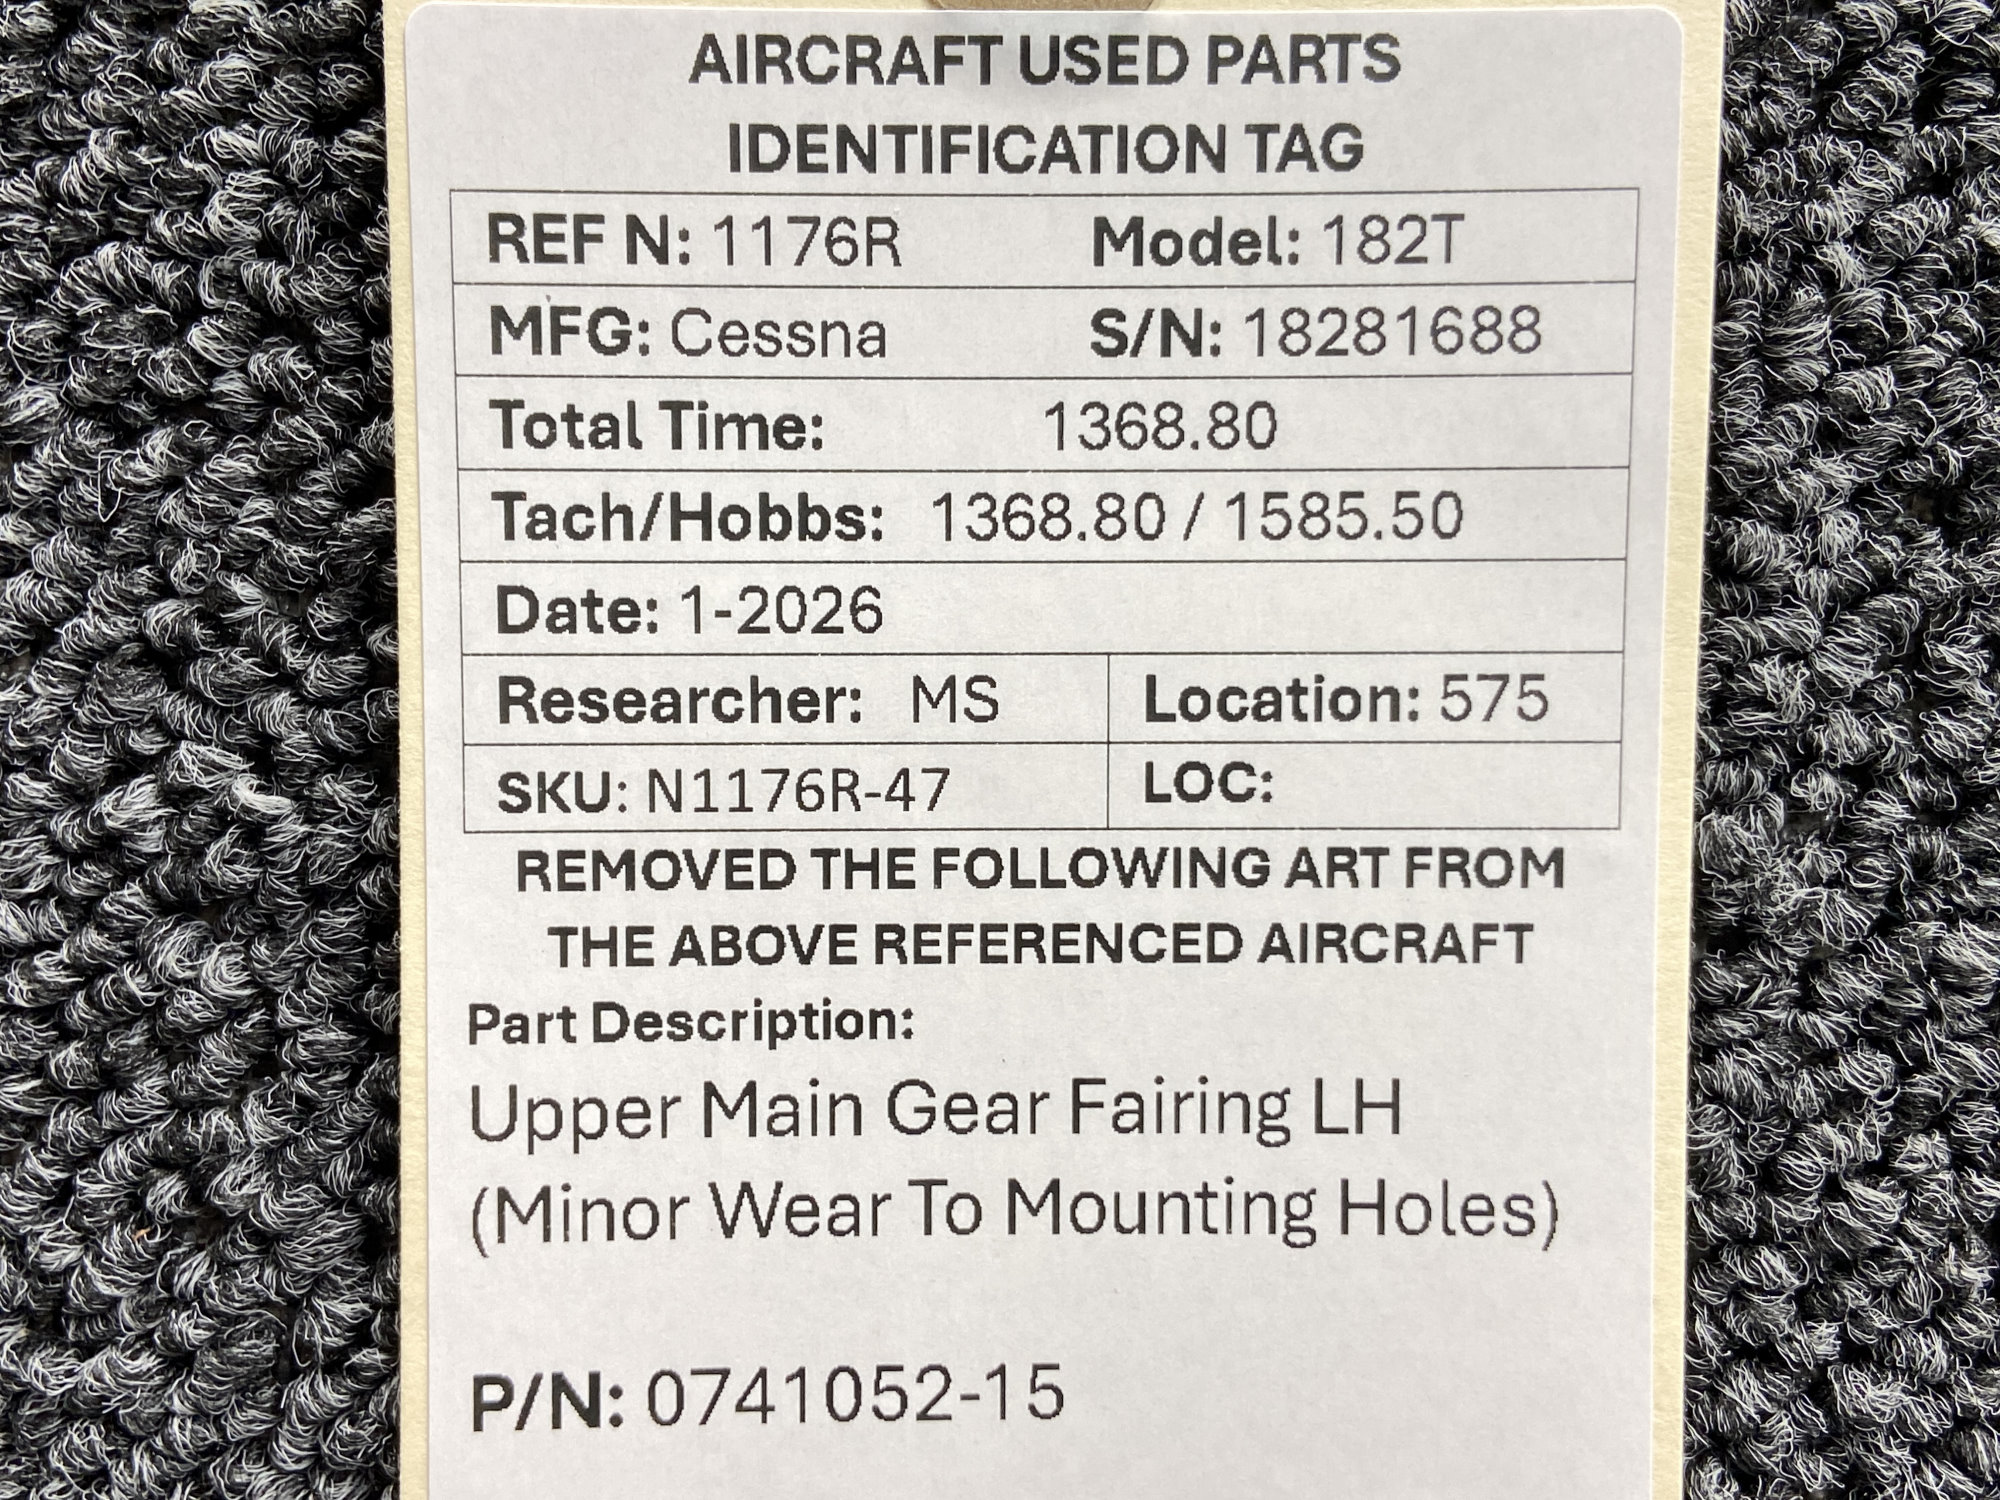 AIRCRAFT USED PARTS
IDENTIFICATION TAG
REF N: 1176R Model: 182T
MFG: Cessna S/N: 18281688
Total Time: 1368.80
Tach/Hobbs: 1368.80 / 1585.50
Date: 1-2026
Researcher: MS Location: 575
SKU: N1176R-47 LOC:
REMOVED THE FOLLOWING ART FROM
THE ABOVE REFERENCED AIRCRAFT
Part Description:
Upper Main Gear Fairing LH
(Minor Wear To Mounting Holes)
P/N: 0741052-15